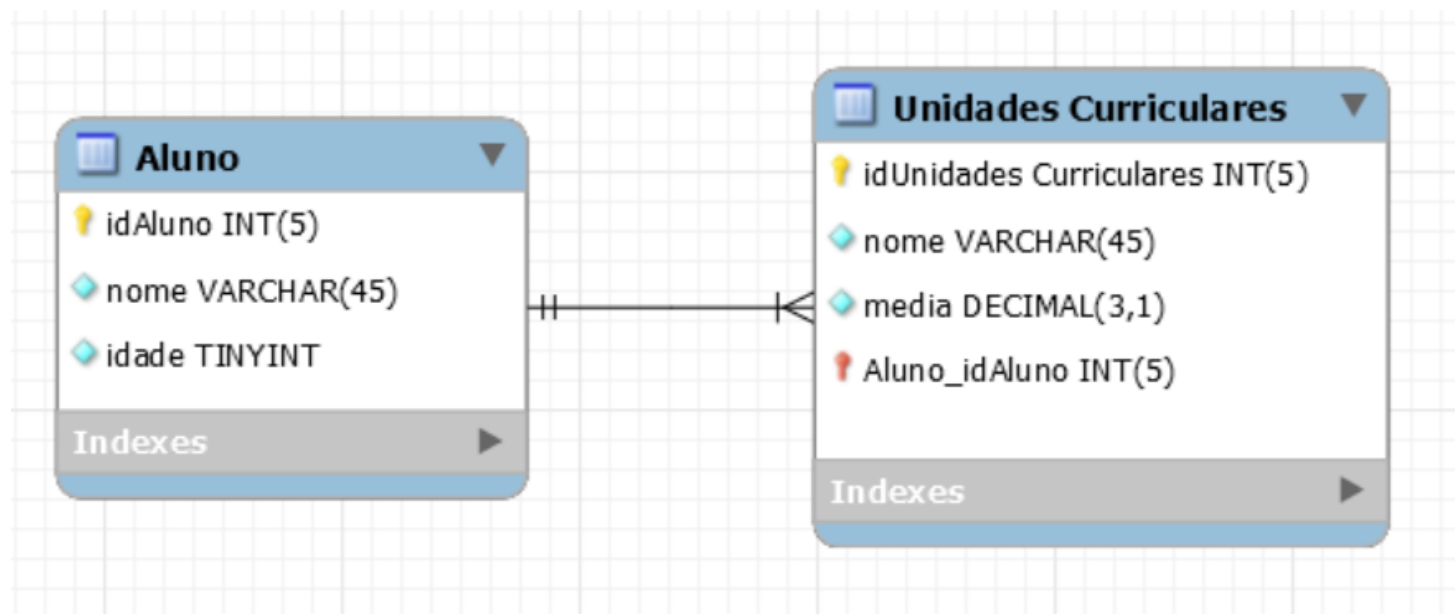 Aluno
idAluno INT(5)
nome VARCHAR(45)
idade TINYINT
Indexes
Unidades Curriculares
idUnidades Curriculares INT(5)
nome VARCHAR(45)
media DECIMAL(3,1)
Aluno_idAluno INT(5)
Indexes